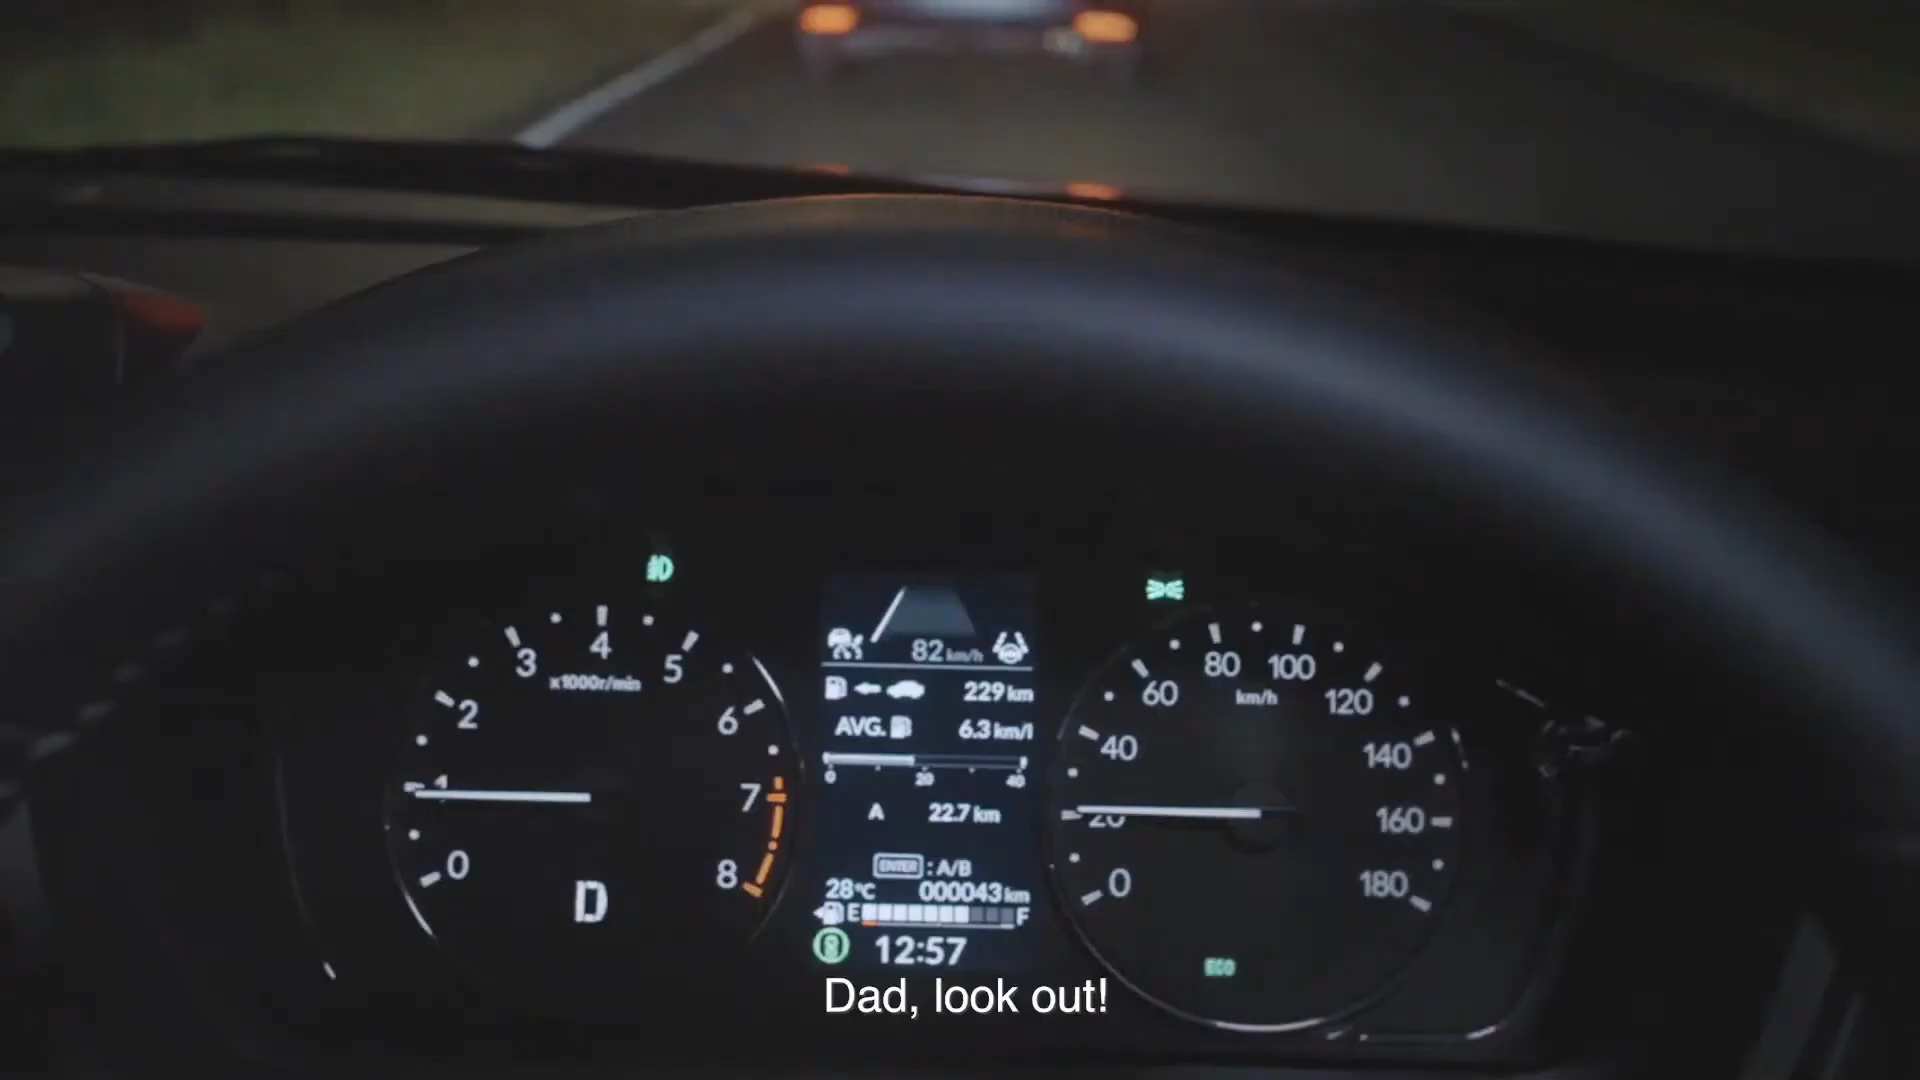 4
3
5
x1000r/min
2
6
1
7
0
8
D
82 km/h
229 km
AVG. 6.3 km/l
0 20 40
A 22.7 km
ENTER : A/B
28°C 000043 km
E F
12:57
80 100
60 km/h 120
40 140
20 160
0 180
ECO
Dad, look out!